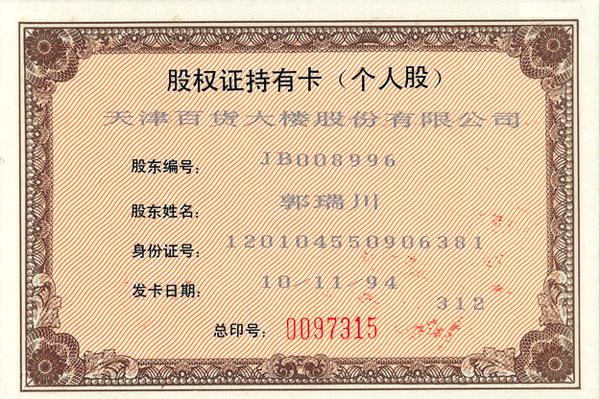 股权证持有卡（个人股）
天津百货大楼股份有限公司
股东编号： JB008996
股东姓名： 郭瑞川
身份证号： 120104550906381
发卡日期： 10/11/94
312
总印号： 0097315